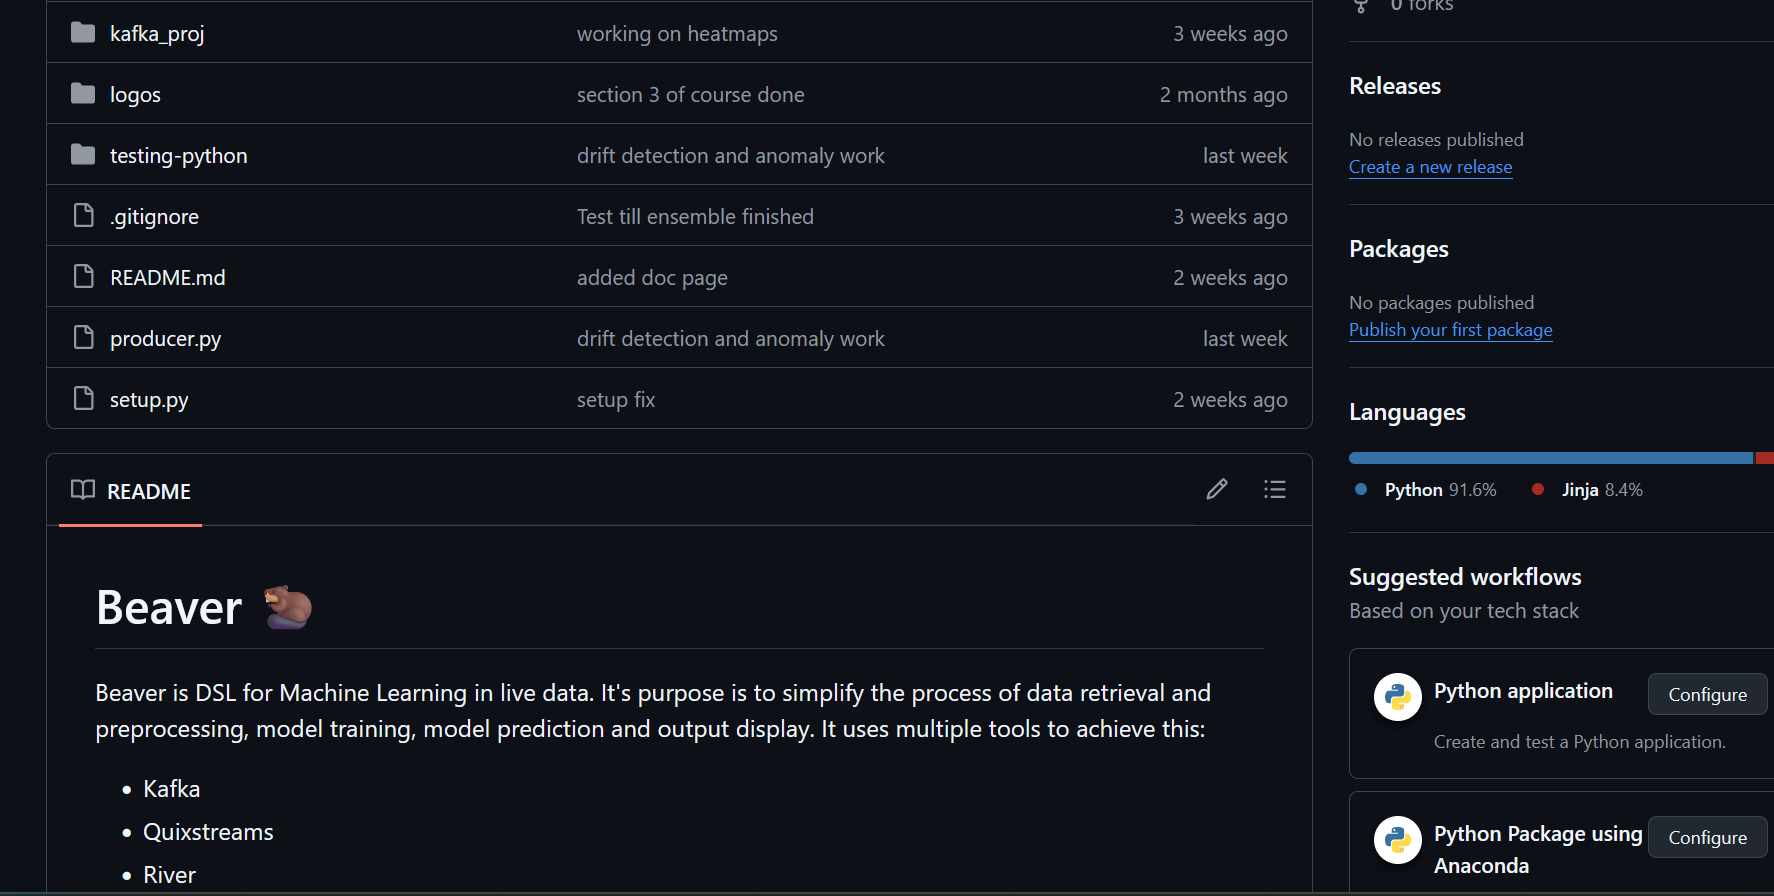 kafka_proj working on heatmaps 3 weeks ago
logos section 3 of course done 2 months ago
testing-python drift detection and anomaly work last week
.gitignore Test till ensemble finished 3 weeks ago
README.md added doc page 2 weeks ago
producer.py drift detection and anomaly work last week
setup.py setup fix 2 weeks ago
README
Beaver
Beaver is DSL for Machine Learning in live data. It's purpose is to simplify the process of data retrieval and
preprocessing, model training, model prediction and output display. It uses multiple tools to achieve this:
• Kafka
• Quixstreams
• River
0 forks
Releases
No releases published
Create a new release
Packages
No packages published
Publish your first package
Languages
Python 91.6% Jinja 8.4%
Suggested workflows
Based on your tech stack
Python application Configure
Create and test a Python application.
Python Package using Configure
Anaconda